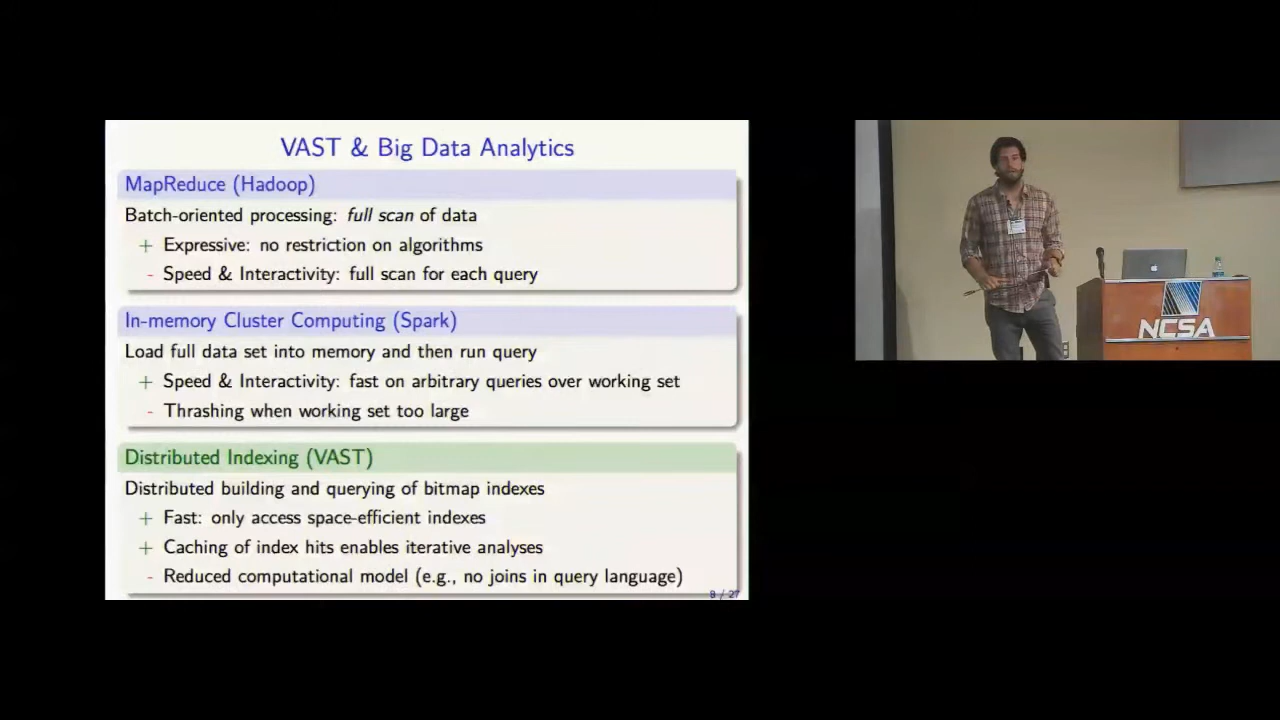 VAST & Big Data Analytics
MapReduce (Hadoop)
Batch-oriented processing: full scan of data
+ Expressive: no restriction on algorithms
- Speed & Interactivity: full scan for each query
In-memory Cluster Computing (Spark)
Load full data set into memory and then run query
+ Speed & Interactivity: fast on arbitrary queries over working set
- Thrashing when working set too large
Distributed Indexing (VAST)
Distributed building and querying of bitmap indexes
+ Fast: only access space-efficient indexes
+ Caching of index hits enables iterative analyses
- Reduced computational model (e.g., no joins in query language)
9 / 27
NCSA